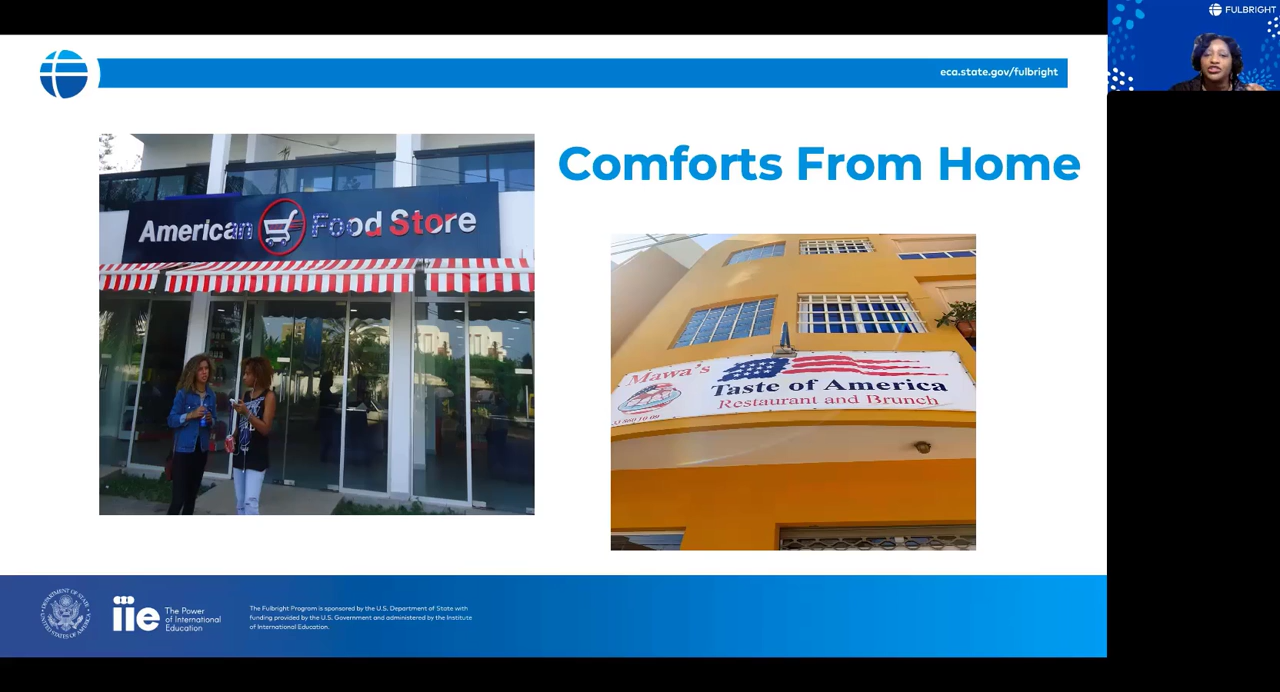 FULBRIGHT
eca.state.gov/fulbright
Comforts From Home
American Food Store
Mawa's
Taste of America
Restaurant and Brunch
iie
The Power
of International
Education
The Fulbright Program is sponsored by the U.S. Department of State with
funding provided by the U.S. Government and administered by the Institute
of International Education.